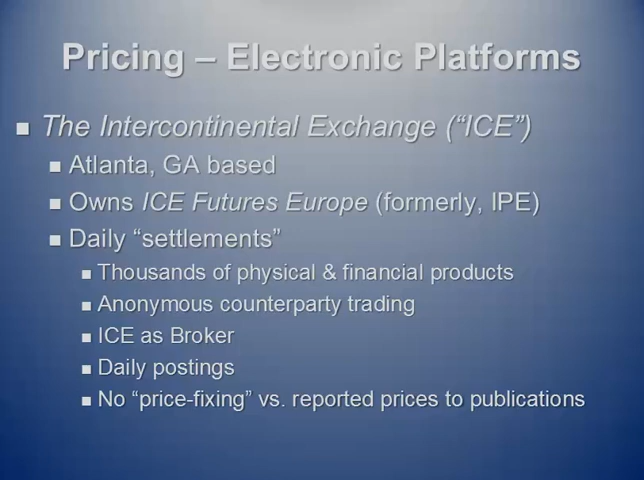 Pricing – Electronic Platforms
■ The Intercontinental Exchange (“ICE”)
■ Atlanta, GA based
■ Owns ICE Futures Europe (formerly, IPE)
■ Daily “settlements”
■ Thousands of physical & financial products
■ Anonymous counterparty trading
■ ICE as Broker
■ Daily postings
■ No “price-fixing” vs. reported prices to publications